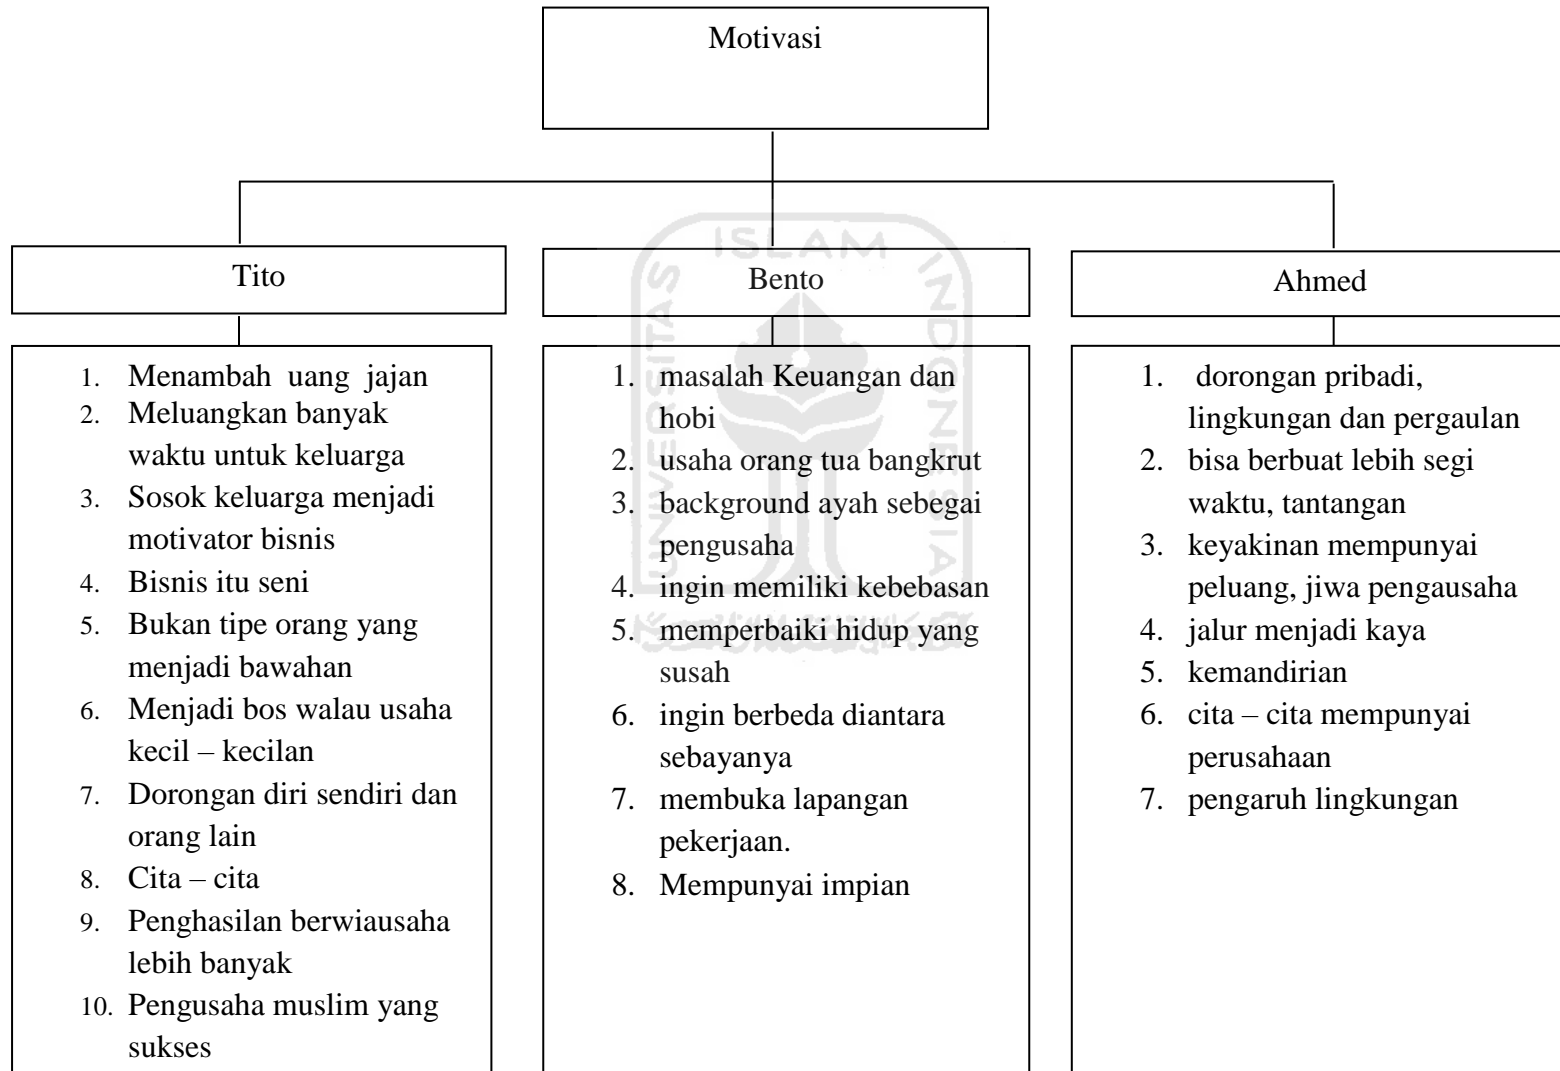 Motivasi
Tito
1. Menambah uang jajan
2. Meluangkan banyak
waktu untuk keluarga
3. Sosok keluarga menjadi
motivator bisnis
4. Bisnis itu seni
5. Bukan tipe orang yang
menjadi bawahan
6. Menjadi bos walau usaha
kecil – kecilan
7. Dorongan diri sendiri dan
orang lain
8. Cita – cita
9. Penghasilan berwiausaha
lebih banyak
10. Pengusaha muslim yang
sukses
Bento
1. masalah Keuangan dan
hobi
2. usaha orang tua bangkrut
3. background ayah sebegai
pengusaha
4. ingin memiliki kebebasan
5. memperbaiki hidup yang
susah
6. ingin berbeda diantara
sebayanya
7. membuka lapangan
pekerjaan.
8. Mempunyai impian
Ahmed
1. dorongan pribadi,
lingkungan dan pergaulan
2. bisa berbuat lebih segi
waktu, tantangan
3. keyakinan mempunyai
peluang, jiwa pengausaha
4. jalur menjadi kaya
5. kemandirian
6. cita – cita mempunyai
perusahaan
7. pengaruh lingkungan
UNIVERSITAS
ISLAM
INDONESIA